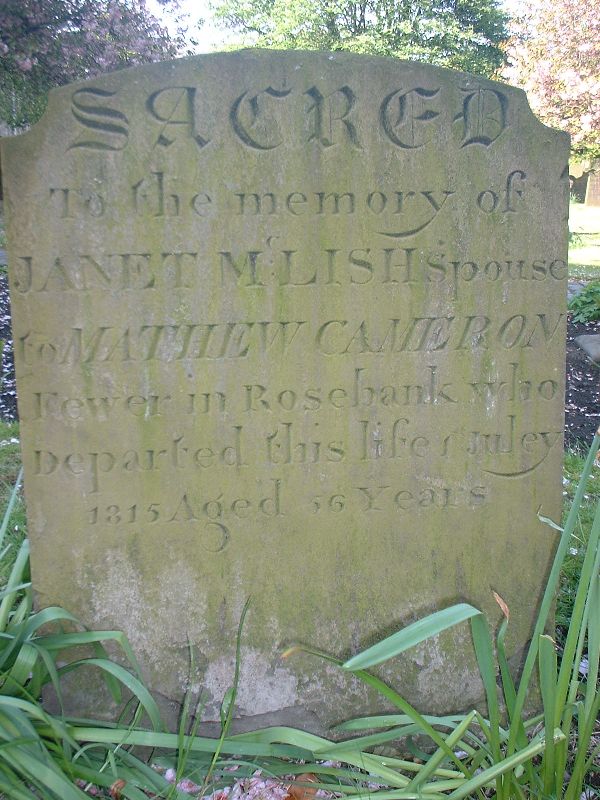 SACRED
To the memory of
JANET McLISH Spouse
to MATHEW CAMERON
Fewer in Rosebank who
Departed this life 1 Juley
1815 Aged 56 Years